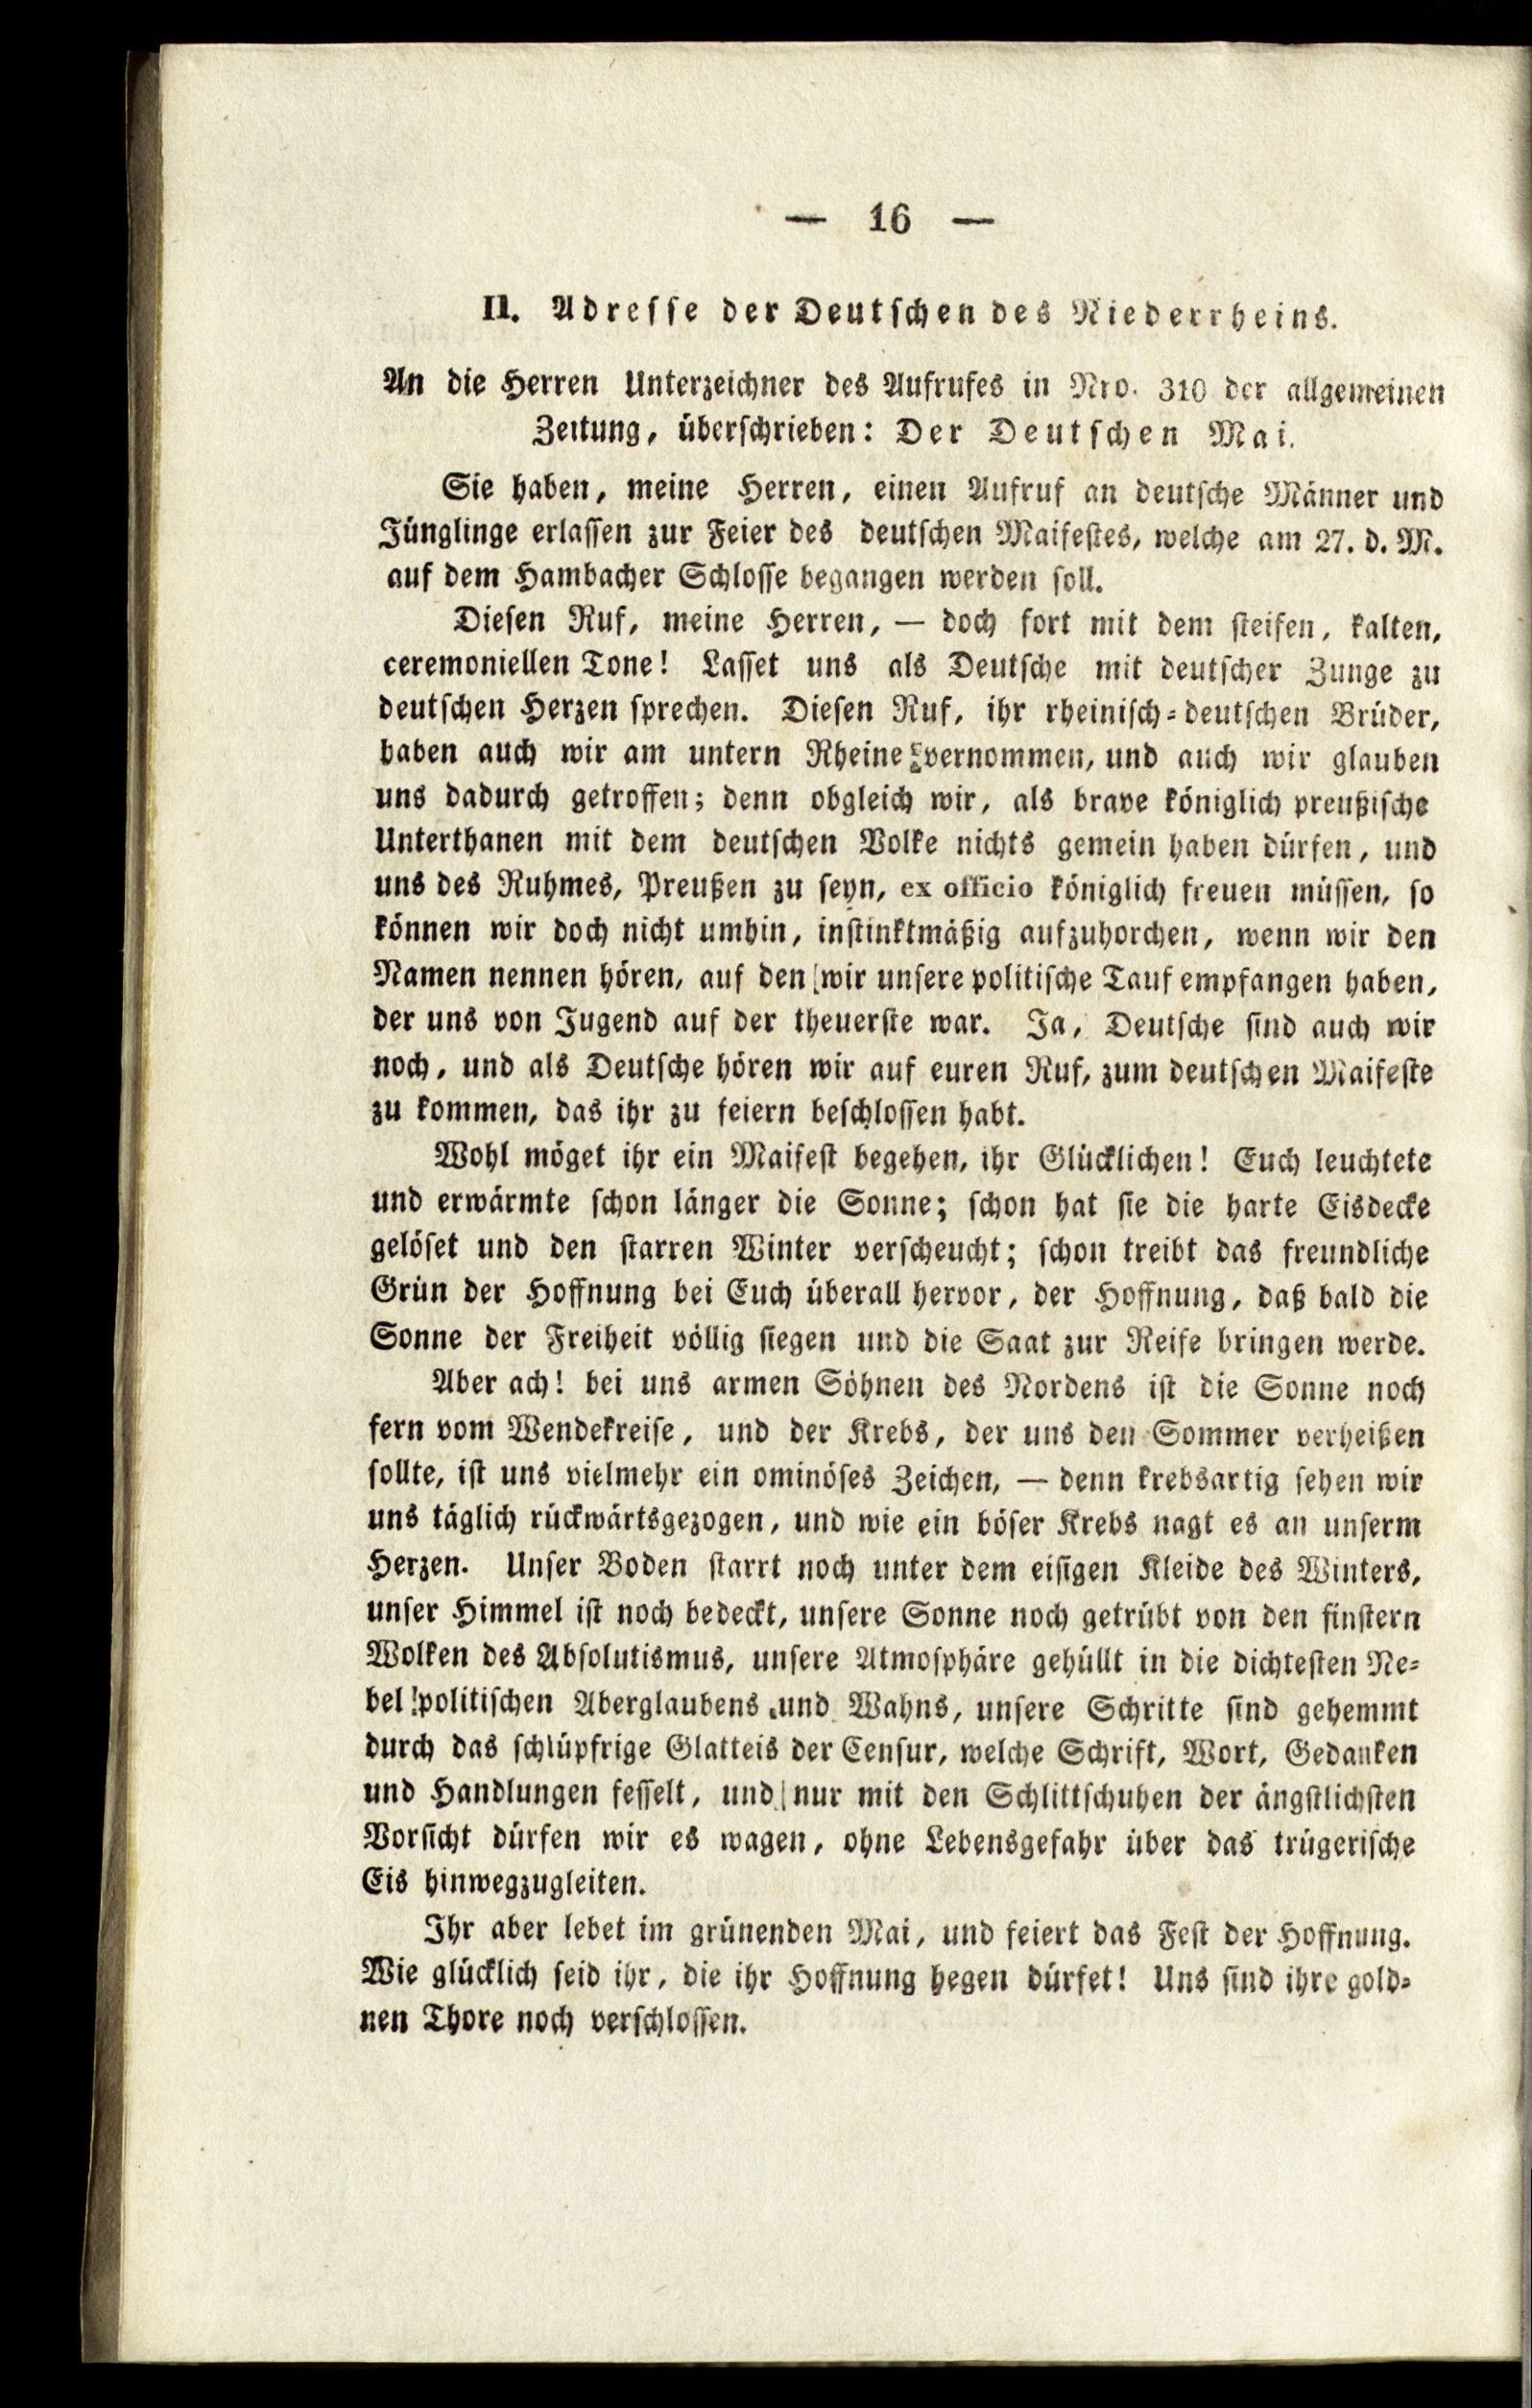 — 16 —
II. Adresse der Deutschen des Niederrheins.
An die Herren Unterzeichner des Aufrufes in Nro. 310 der allgemeinen
Zeitung, überschrieben: Der Deutschen Mai.
Sie haben, meine Herren, einen Aufruf an deutsche Männer und
Jünglinge erlassen zur Feier des deutschen Maifestes, welche am 27. d. M.
auf dem Hambacher Schlosse begangen werden soll.
Diesen Ruf, meine Herren, — doch fort mit dem steifen, kalten,
ceremoniellen Tone! Lasset uns als Deutsche mit deutscher Zunge zu
deutschen Herzen sprechen. Diesen Ruf, ihr rheinisch-deutschen Brüder,
haben auch wir am untern Rheine vernommen, und auch wir glauben
uns dadurch getroffen; denn obgleich wir, als brave königlich preußische
Unterthanen mit dem deutschen Volke nichts gemein haben dürfen, und
uns des Ruhmes, Preußen zu seyn, ex officio königlich freuen müssen, so
können wir doch nicht umhin, instinktmäßig aufzuhorchen, wenn wir den
Namen nennen hören, auf den wir unsere politische Tauf empfangen haben,
der uns von Jugend auf der theuerste war. Ja, Deutsche sind auch wir
noch, und als Deutsche hören wir auf euren Ruf, zum deutschen Maifeste
zu kommen, das ihr zu feiern beschlossen habt.
Wohl möget ihr ein Maifest begehen, ihr Glücklichen! Euch leuchtete
und erwärmte schon länger die Sonne; schon hat sie die harte Eisdecke
gelöset und den starren Winter verscheucht; schon treibt das freundliche
Grün der Hoffnung bei Euch überall hervor, der Hoffnung, daß bald die
Sonne der Freiheit völlig siegen und die Saat zur Reife bringen werde.
Aber ach! bei uns armen Söhnen des Nordens ist die Sonne noch
fern vom Wendekreise, und der Krebs, der uns den Sommer verheißen
sollte, ist uns vielmehr ein ominöses Zeichen, — denn krebsartig sehen wir
uns täglich rückwärtsgezogen, und wie ein böser Krebs nagt es an unserm
Herzen. Unser Boden starrt noch unter dem eisigen Kleide des Winters,
unser Himmel ist noch bedeckt, unsere Sonne noch getrübt von den finstern
Wolken des Absolutismus, unsere Atmosphäre gehüllt in die dichtesten Ne-
bel politischen Aberglaubens und Wahns, unsere Schritte sind gehemmt
durch das schlüpfrige Glatteis der Censur, welche Schrift, Wort, Gedanken
und Handlungen fesselt, und nur mit den Schlittschuhen der ängstlichsten
Vorsicht dürfen wir es wagen, ohne Lebensgefahr über das trügerische
Eis hinwegzugleiten.
Ihr aber lebet im grünenden Mai, und feiert das Fest der Hoffnung.
Wie glücklich seid ihr, die ihr Hoffnung hegen dürfet! Uns sind ihre gold-
nen Thore noch verschlossen.